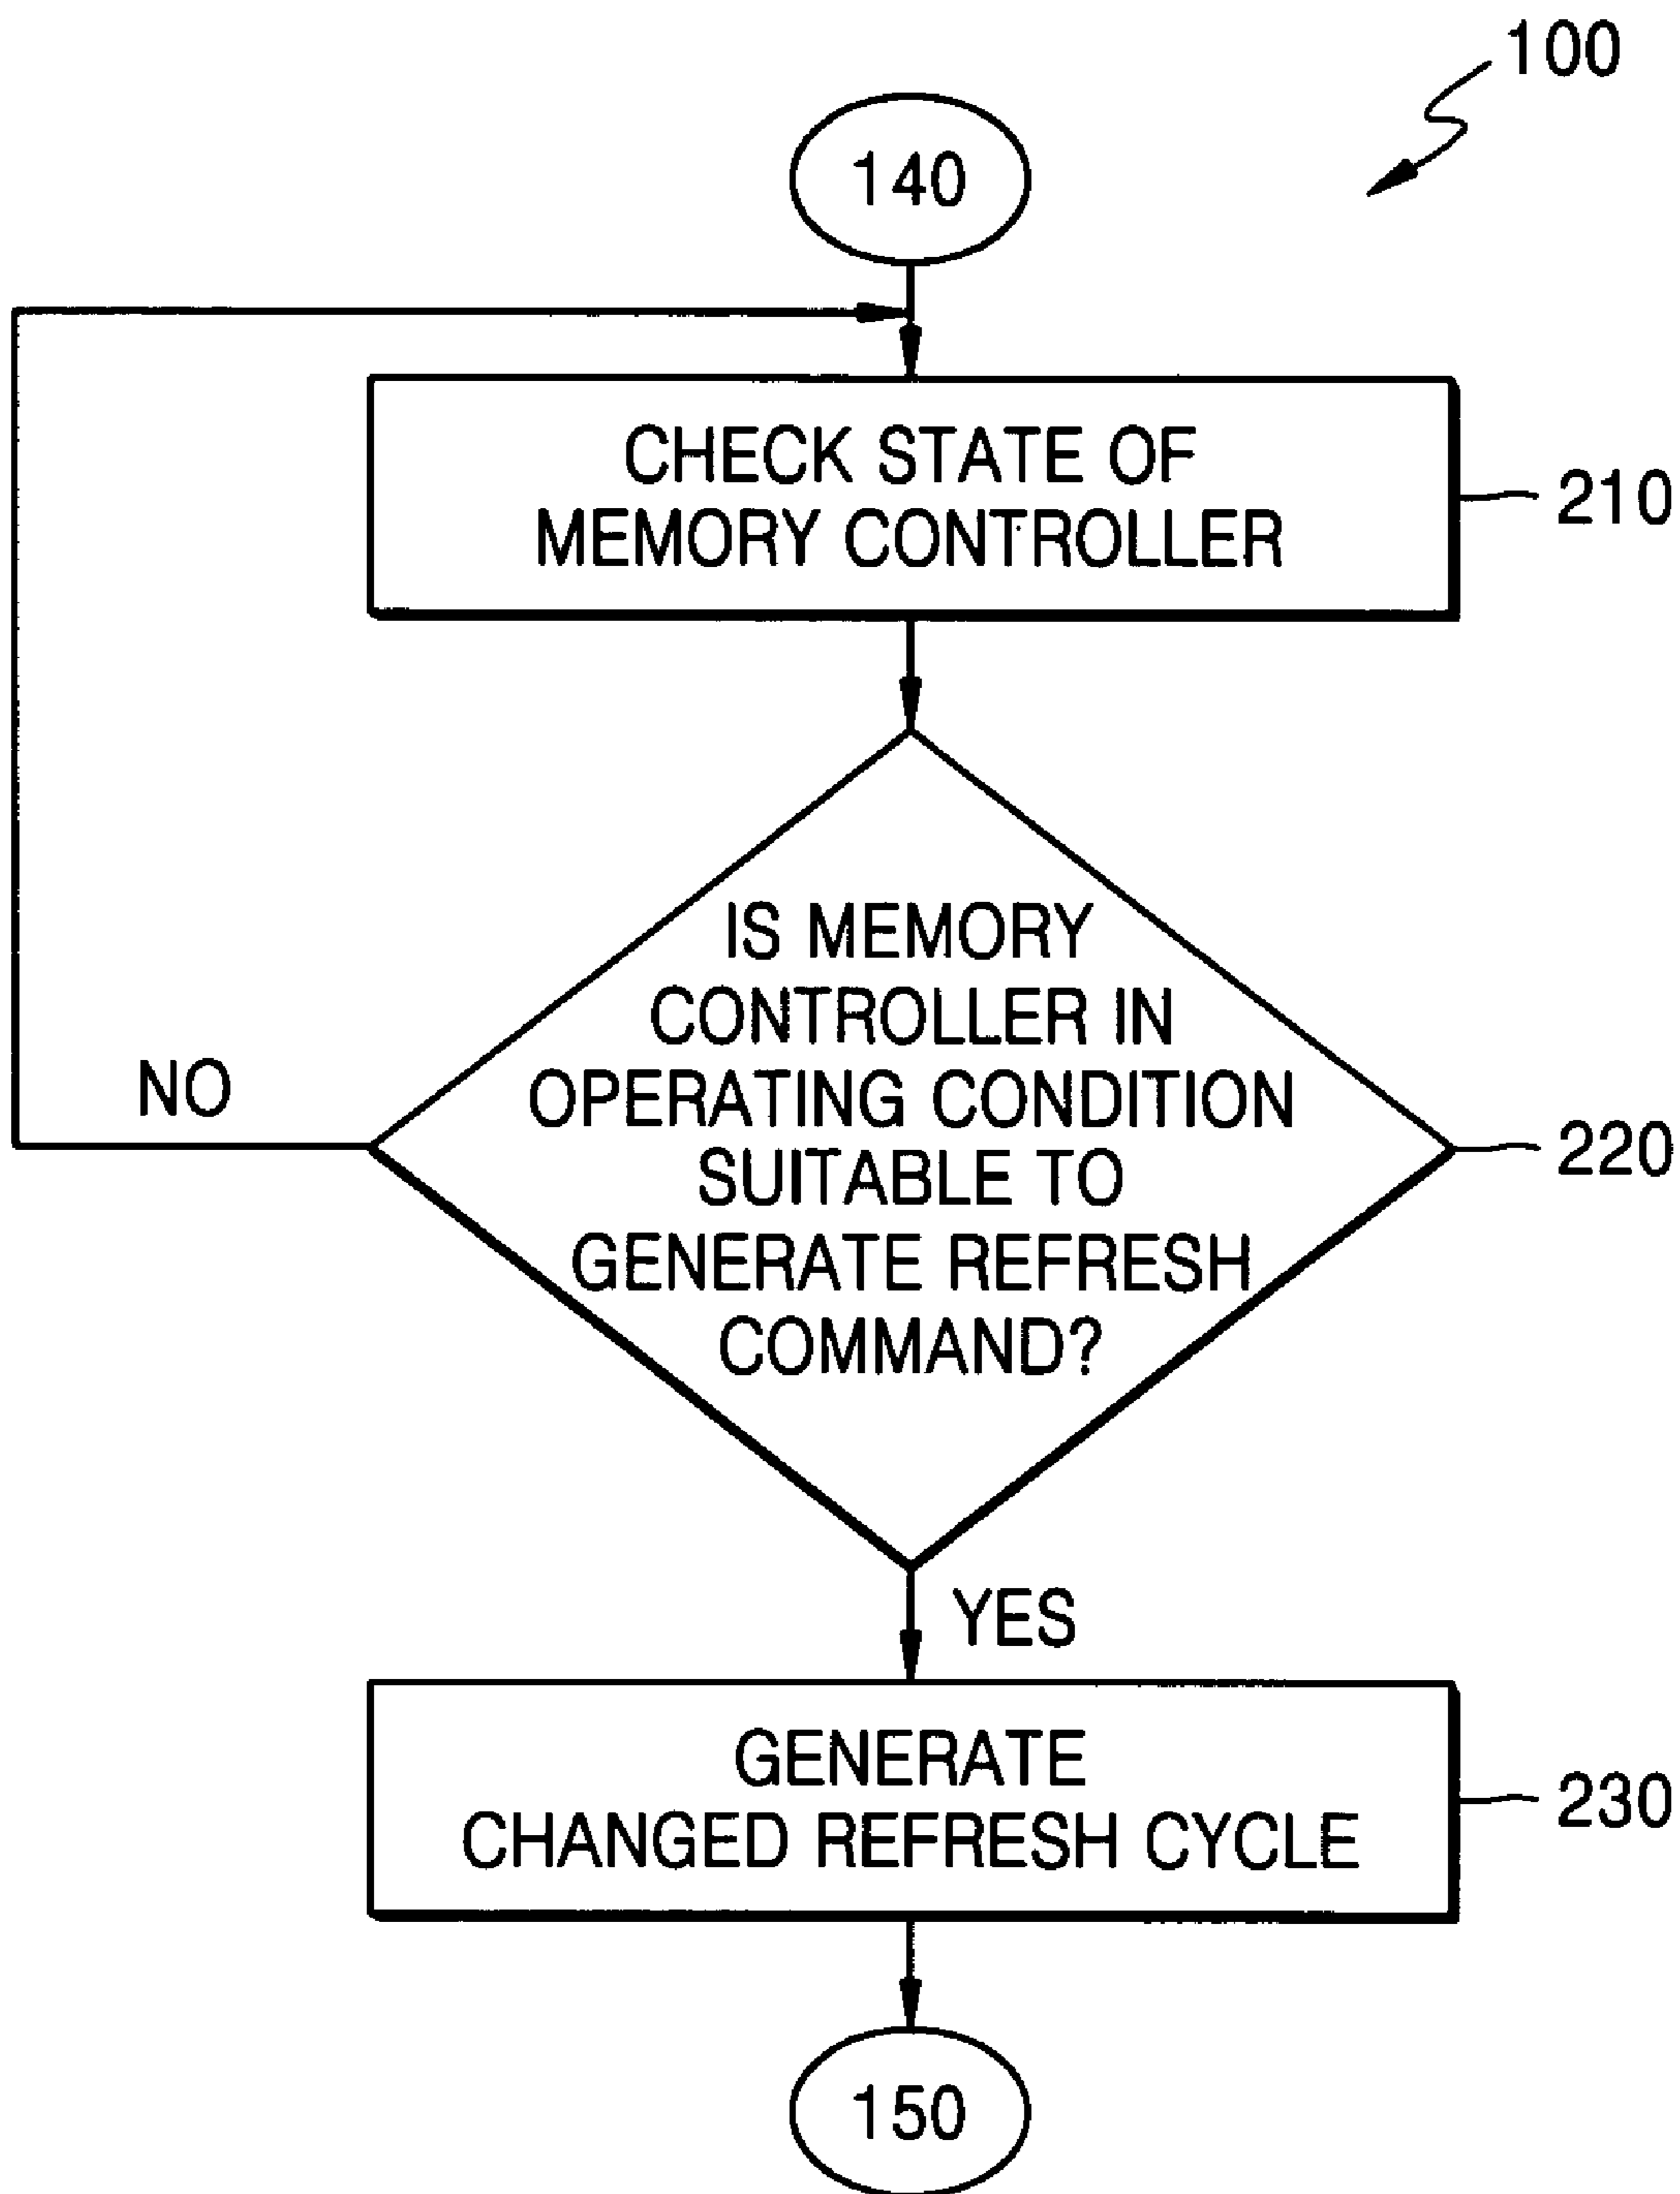 100
140
CHECK STATE OF
MEMORY CONTROLLER
210
IS MEMORY
CONTROLLER IN
OPERATING CONDITION
SUITABLE TO
GENERATE REFRESH
COMMAND?
NO
220
YES
GENERATE
CHANGED REFRESH CYCLE
230
150